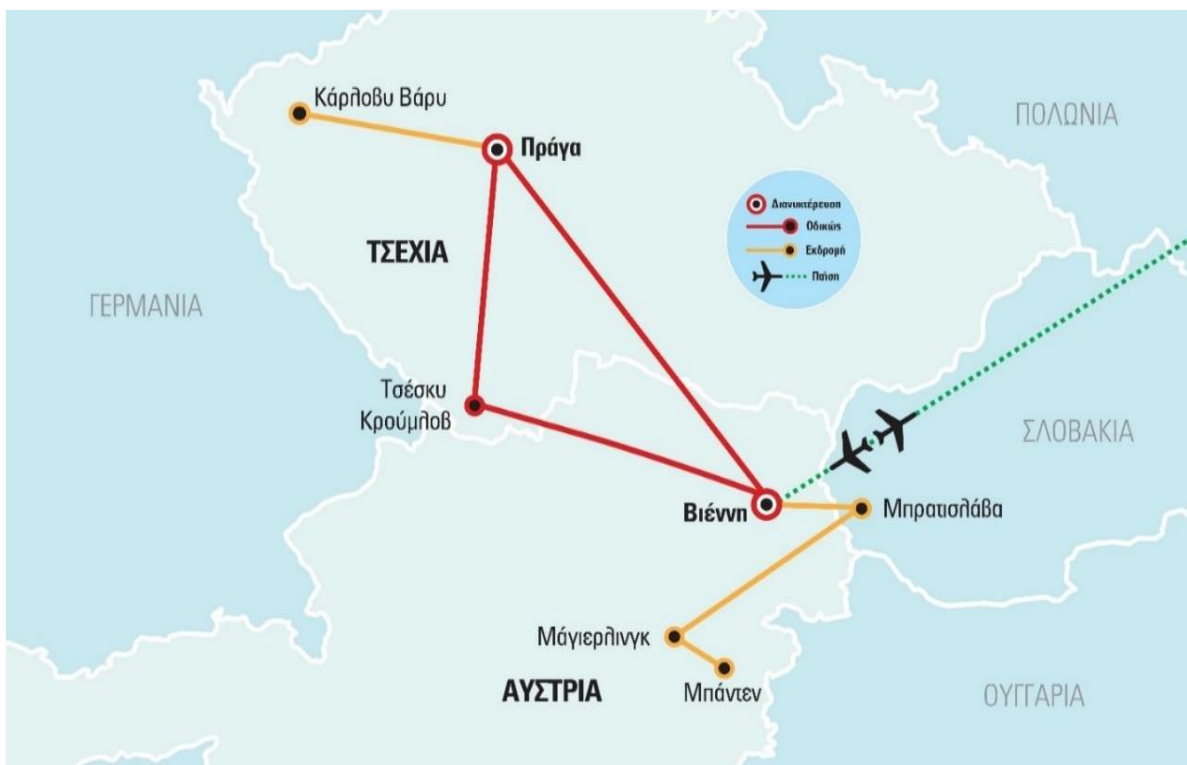 Κάρλοβυ Βάρυ
Πράγα
ΠΟΛΩΝΙΑ
Διανυκτέρευση
Οδικώς
Εκδρομή
Πτήση
ΤΣΕΧΙΑ
ΓΕΡΜΑΝΙΑ
Τσέσκυ
Κρούμλοβ
ΣΛΟΒΑΚΙΑ
Βιέννη
Μπρατισλάβα
Μάγιερλινγκ
Μπάντεν
ΑΥΣΤΡΙΑ
ΟΥΓΓΑΡΙΑ